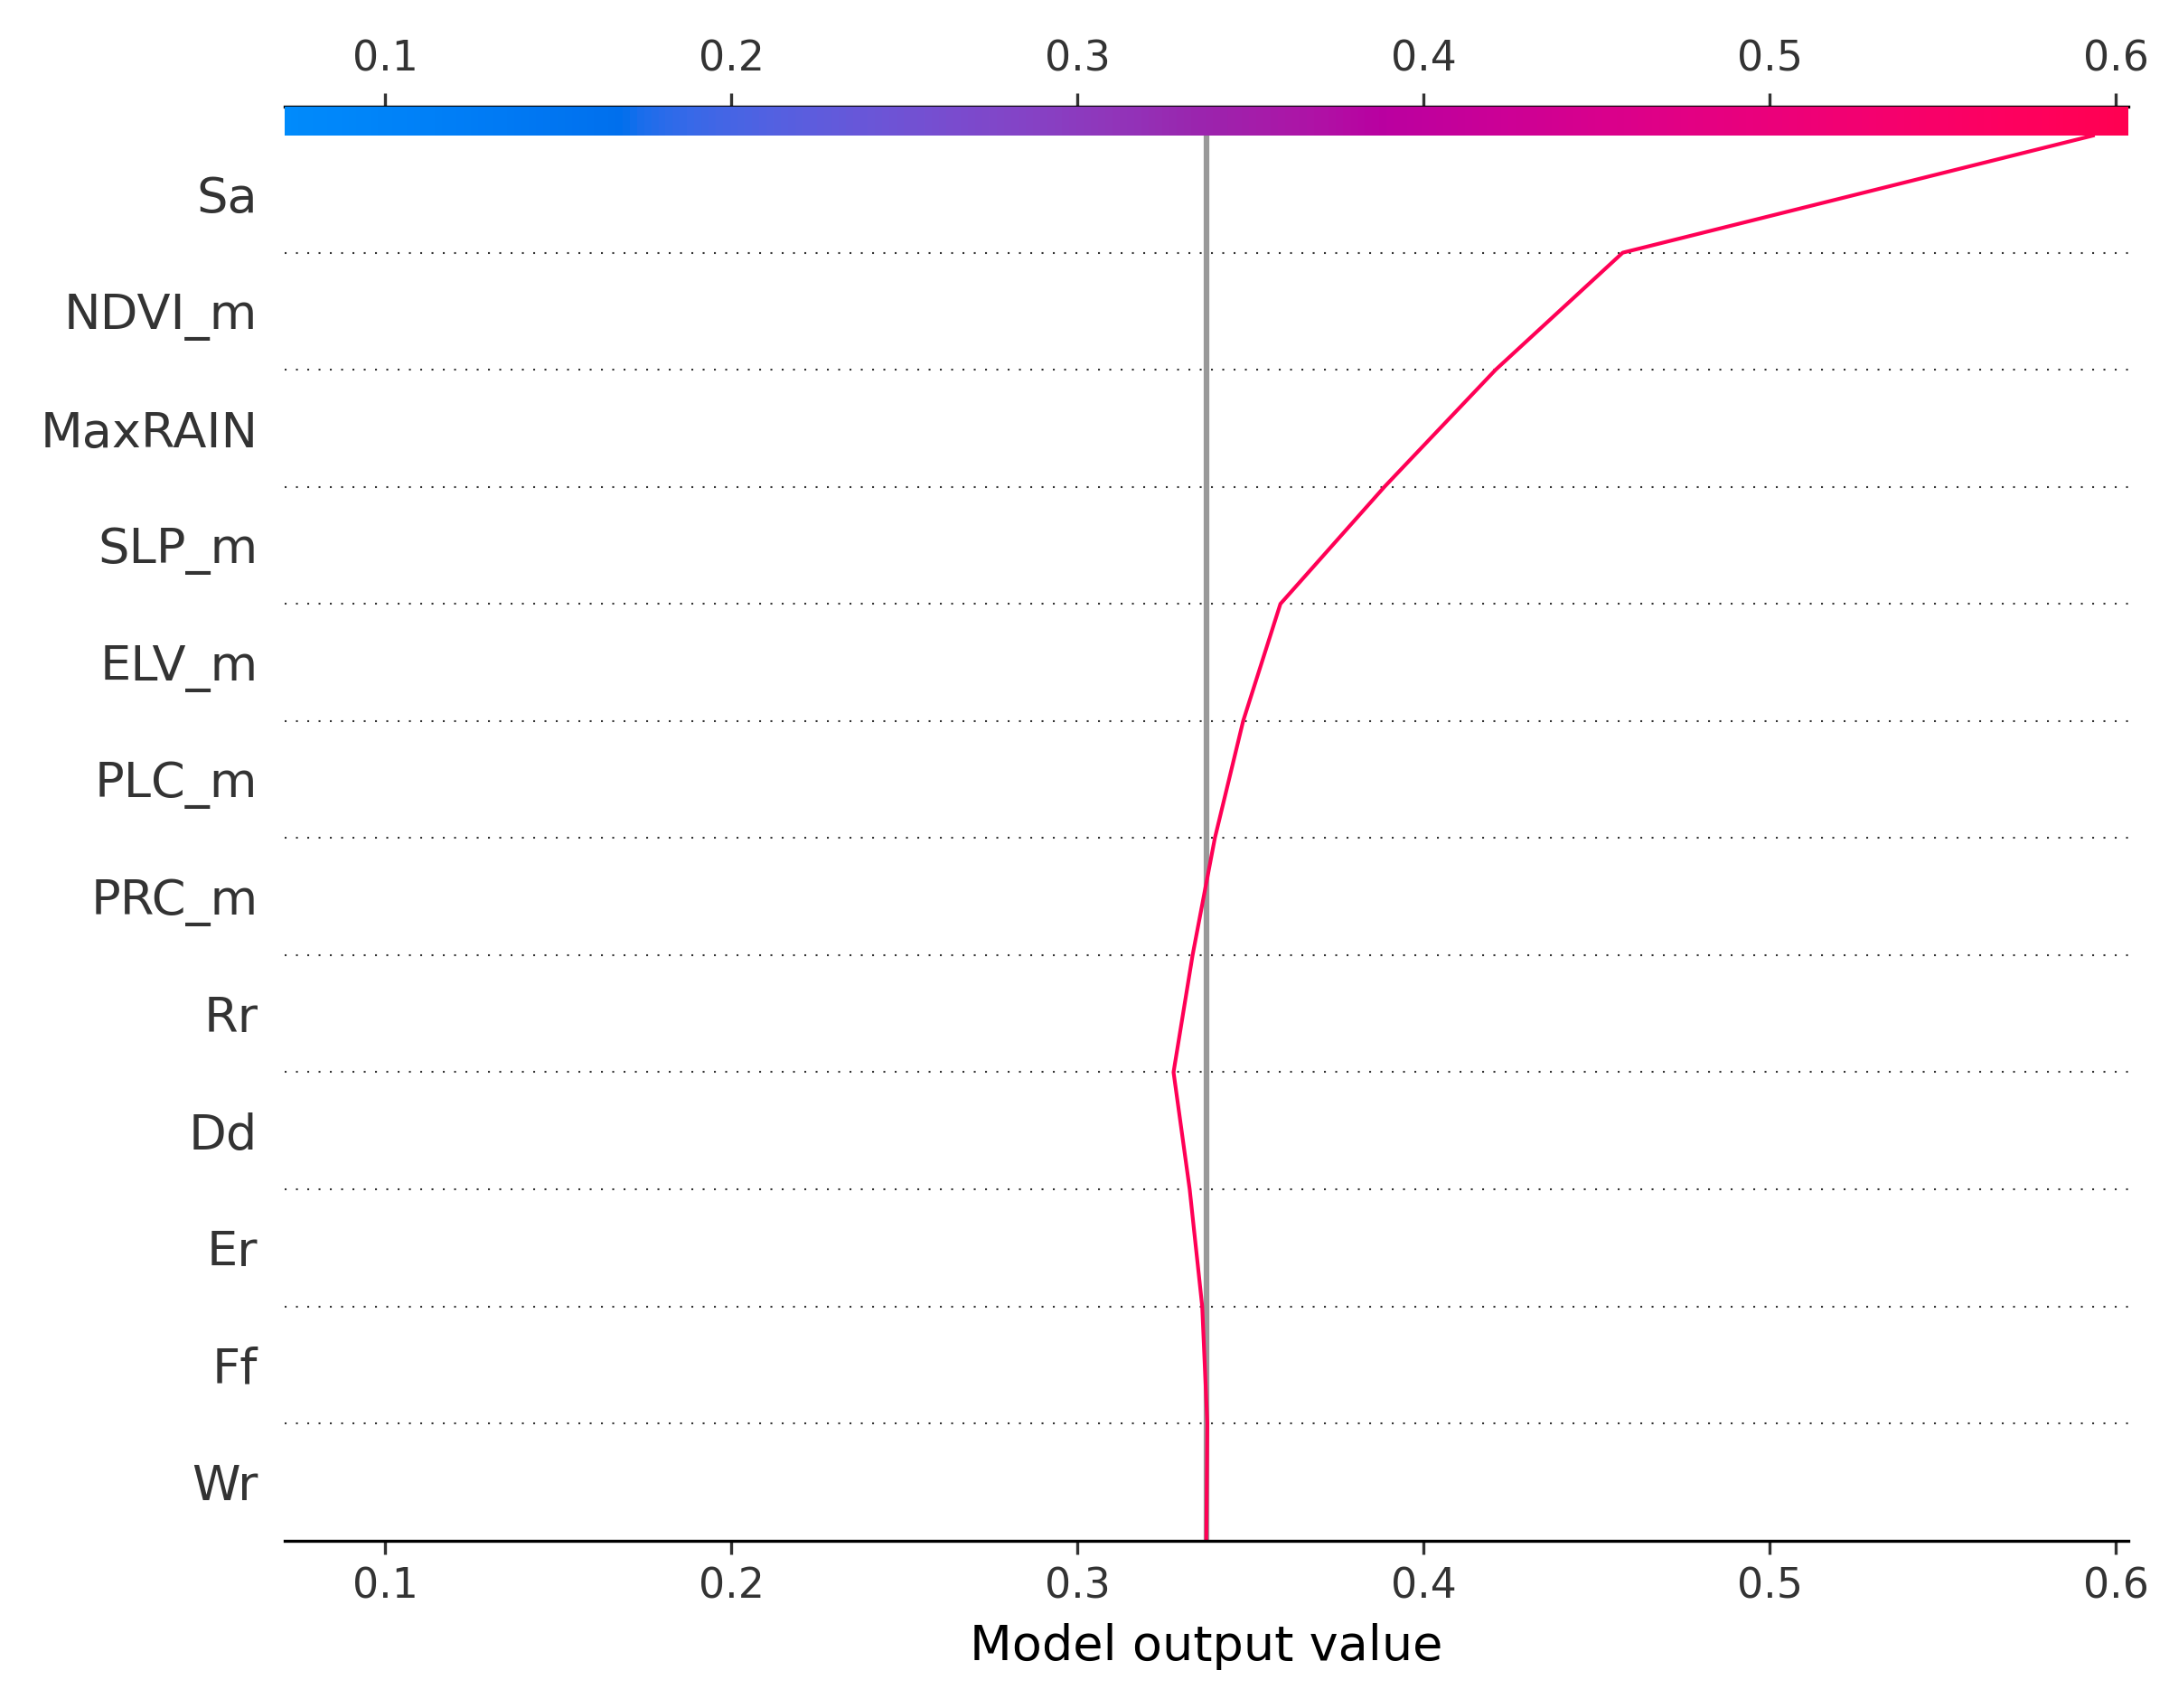 0.1 0.2 0.3 0.4 0.5 0.6
Sa
NDVI_m
MaxRAIN
SLP_m
ELV_m
PLC_m
PRC_m
Rr
Dd
Er
Ff
Wr
0.1 0.2 0.3 0.4 0.5 0.6
Model output value